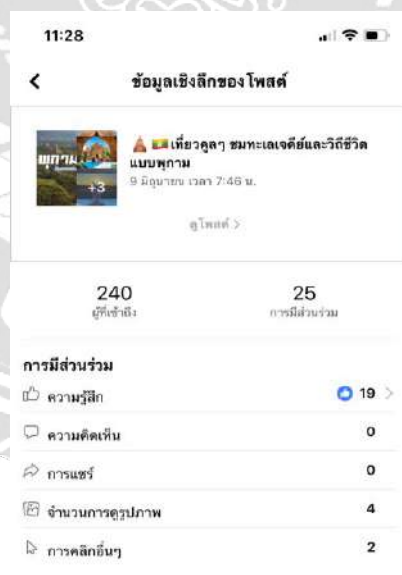 11:28
ข้อมูลเชิงลึกของโพสต์
พุกาม
+3
🛕 🇲🇲 เที่ยวคูลๆ ชมทะเลเจดีย์และวิถีชีวิต
แบบพุกาม
9 มิถุนายน เวลา 7:46 น.
ดูโพสต์ >
240
ผู้ที่เข้าถึง
25
การมีส่วนร่วม
การมีส่วนร่วม
ความรู้สึก 19 >
ความคิดเห็น 0
การแชร์ 0
จำนวนการดูรูปภาพ 4
การคลิกอื่นๆ 2